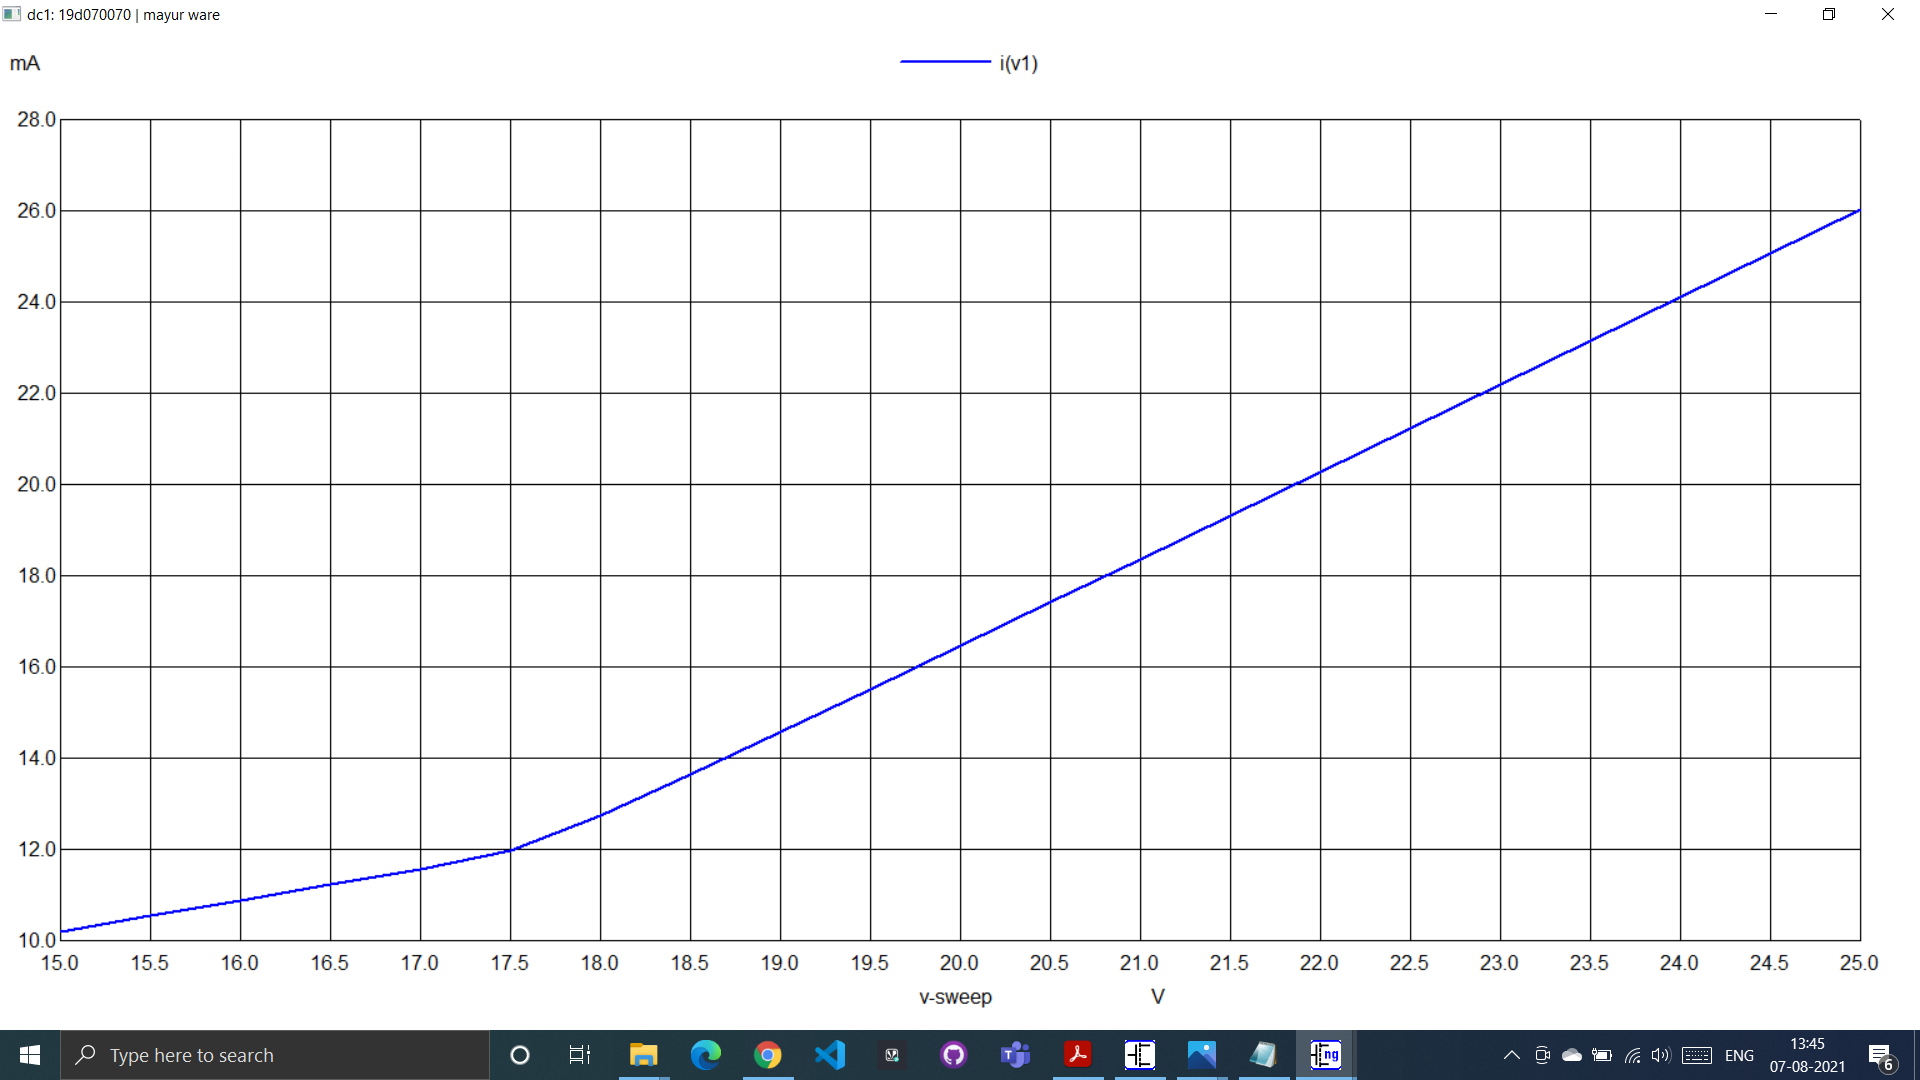 dc1: 19d070070 | mayur ware
mA
i(v1)
28.0
26.0
24.0
22.0
20.0
18.0
16.0
14.0
12.0
10.0
15.0 15.5 16.0 16.5 17.0 17.5 18.0 18.5 19.0 19.5 20.0 20.5 21.0 21.5 22.0 22.5 23.0 23.5 24.0 24.5 25.0
v-sweep V
Type here to search
ng
ENG
13:45
07-08-2021
6